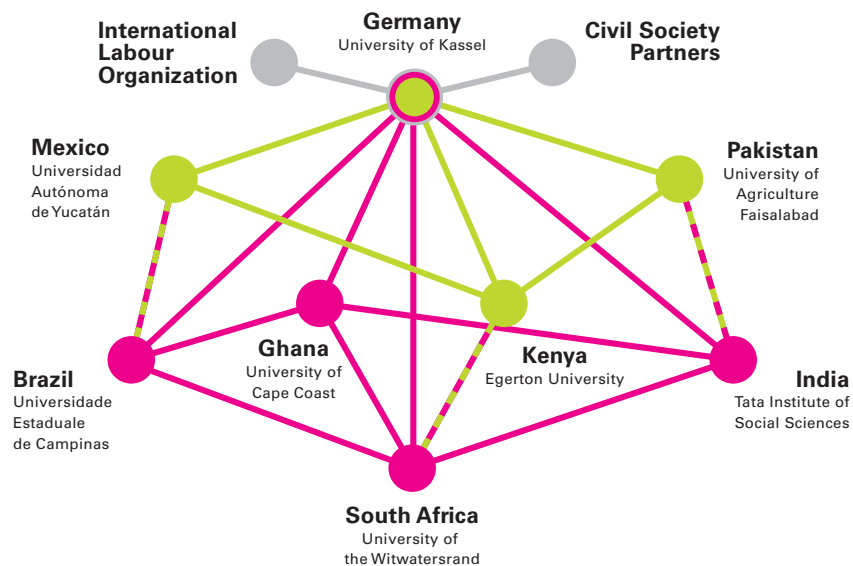 International
Labour
Organization
Germany
University of Kassel
Civil Society
Partners
Mexico
Universidad
Autónoma
de Yucatán
Pakistan
University of
Agriculture
Faisalabad
Brazil
Universidade
Estaduale
de Campinas
Ghana
University of
Cape Coast
Kenya
Egerton University
India
Tata Institute of
Social Sciences
South Africa
University of
the Witwatersrand